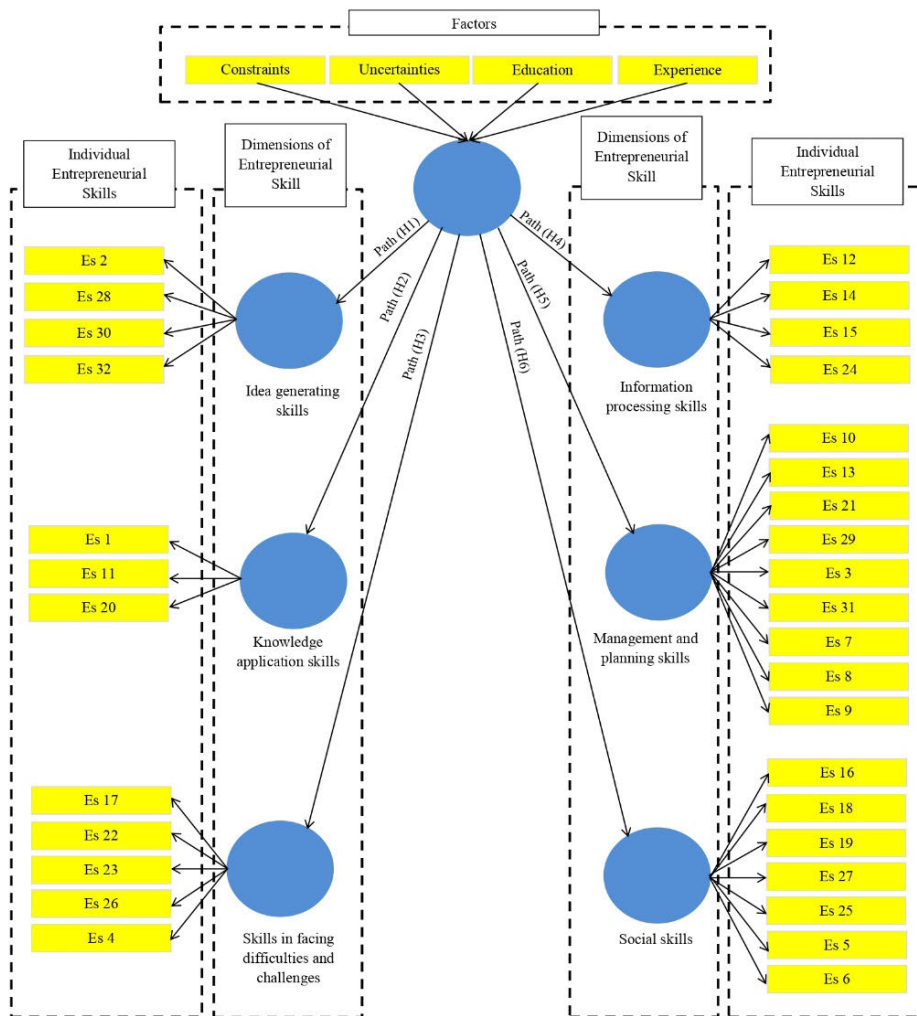 Factors
Constraints
Uncertainties
Education
Experience
Individual
Entrepreneurial
Skills
Dimensions of
Entrepreneurial
Skill
Dimensions of
Entrepreneurial
Skill
Individual
Entrepreneurial
Skills
Path (H1)
Path (H2)
Path (H3)
Path (H4)
Path (H5)
Path (H6)
Es 2
Es 28
Es 30
Es 32
Idea generating
skills
Es 1
Es 11
Es 20
Knowledge
application skills
Es 17
Es 22
Es 23
Es 26
Es 4
Skills in facing
difficulties and
challenges
Information
processing skills
Es 12
Es 14
Es 15
Es 24
Management and
planning skills
Es 10
Es 13
Es 21
Es 29
Es 3
Es 31
Es 7
Es 8
Es 9
Social skills
Es 16
Es 18
Es 19
Es 27
Es 25
Es 5
Es 6